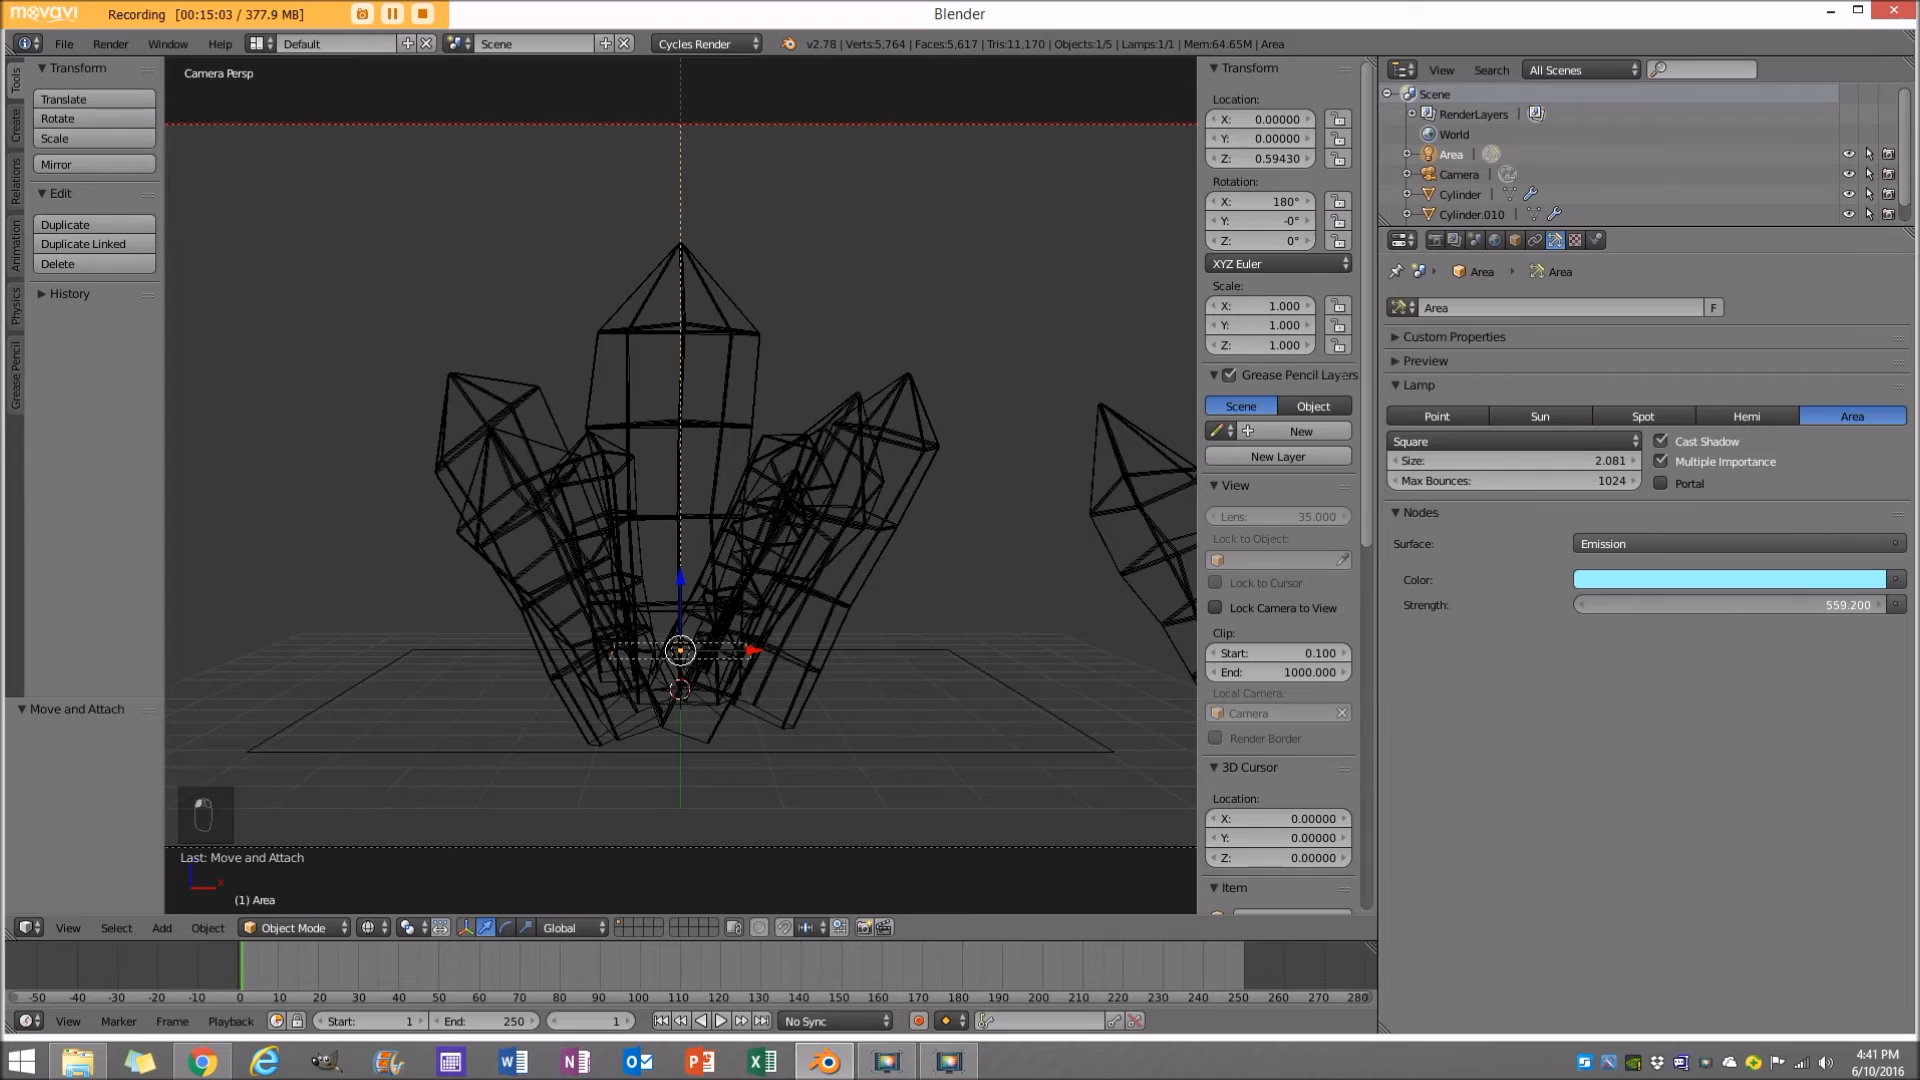 movavi Recording [00:15:03 / 377.9 MB] Blender
File Render Window Help Default Scene Cycles Render v2.78 | Verts:5,764 | Faces:5,617 | Tris:11,170 | Objects:1/5 | Lamps:1/1 | Mem:64.65M | Area
Tools
Create
Relations
Animation
Physics
Grease Pencil
Transform
Translate
Rotate
Scale
Mirror
Edit
Duplicate
Duplicate Linked
Delete
History
Move and Attach
Camera Persp
Last: Move and Attach
(1) Area
Transform
Location:
X: 0.00000
Y: 0.00000
Z: 0.59430
Rotation:
X: 180°
Y: -0°
Z: 0°
XYZ Euler
Scale:
X: 1.000
Y: 1.000
Z: 1.000
Grease Pencil Layers
Scene Object
New
New Layer
View
Lens: 35.000
Lock to Object:
Lock to Cursor
Lock Camera to View
Clip:
Start: 0.100
End: 1000.000
Local Camera:
Camera
Render Border
3D Cursor
Location:
X: 0.00000
Y: 0.00000
Z: 0.00000
Item
View Search All Scenes
Scene
RenderLayers
World
Area
Camera
Cylinder
Cylinder.010
Area Area
Area F
Custom Properties
Preview
Lamp
Point Sun Spot Hemi Area
Square Cast Shadow
Size: 2.081 Multiple Importance
Max Bounces: 1024 Portal
Nodes
Surface: Emission
Color:
Strength: 559.200
View Select Add Object Object Mode Global
-50 -40 -30 -20 -10 0 10 20 30 40 50 60 70 80 90 100 110 120 130 140 150 160 170 180 190 200 210 220 230 240 250 260 270 280
View Marker Frame Playback Start: 1 End: 250 1 No Sync
4:41 PM
6/10/2016